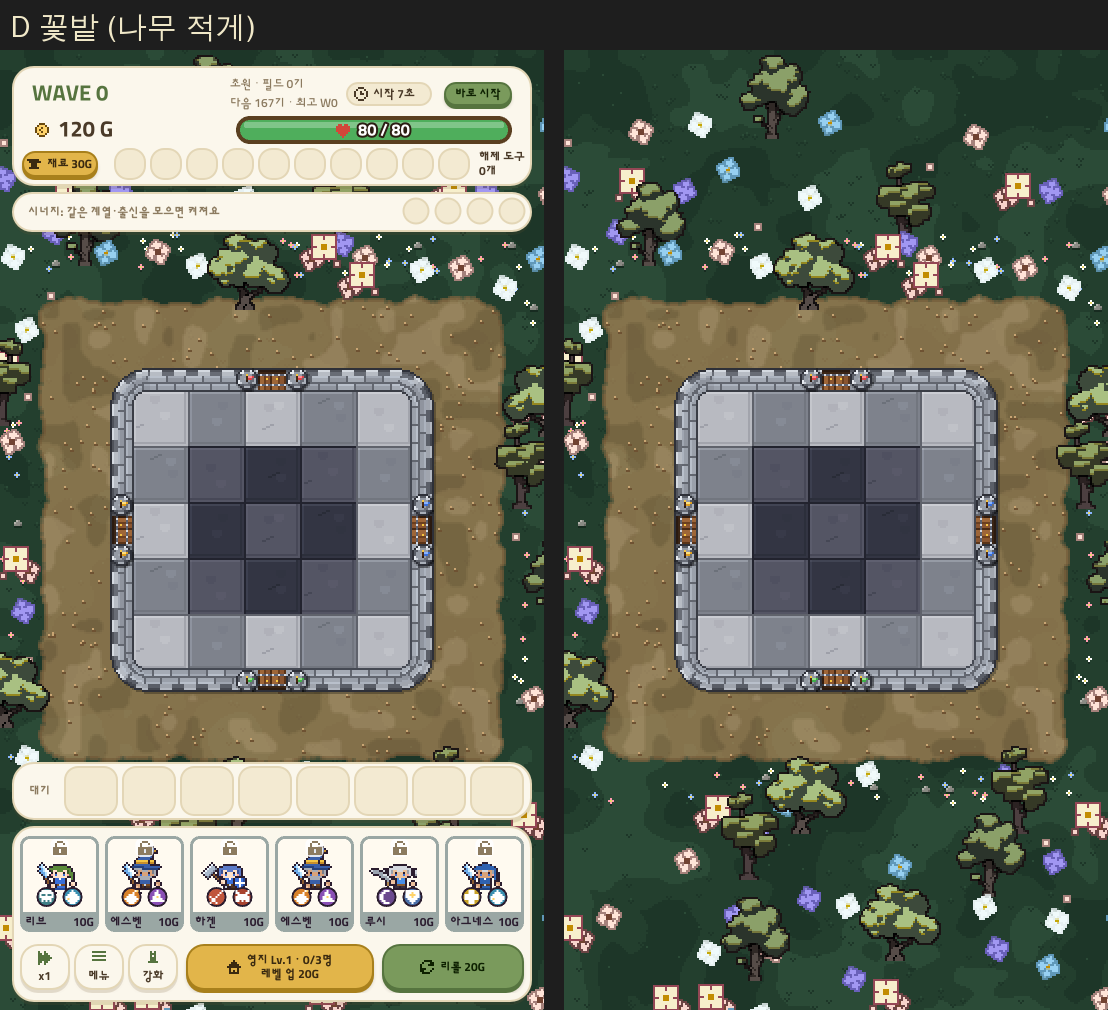 D 꽃밭 (나무 적게)
WAVE 0
초원 · 필드 0기
다음 167기 · 최고 W0
시작 7초
바로 시작
120 G
80 / 80
재료 30G
해제 도구
0개
시너지: 같은 계열·출신을 모으면 켜져요
대기
리브 10G
에스벤 10G
하겐 10G
에스벤 10G
루시 10G
아그네스 10G
x1
메뉴
강화
영지 Lv.1 · 0/3명
레벨 업 20G
리롤 20G